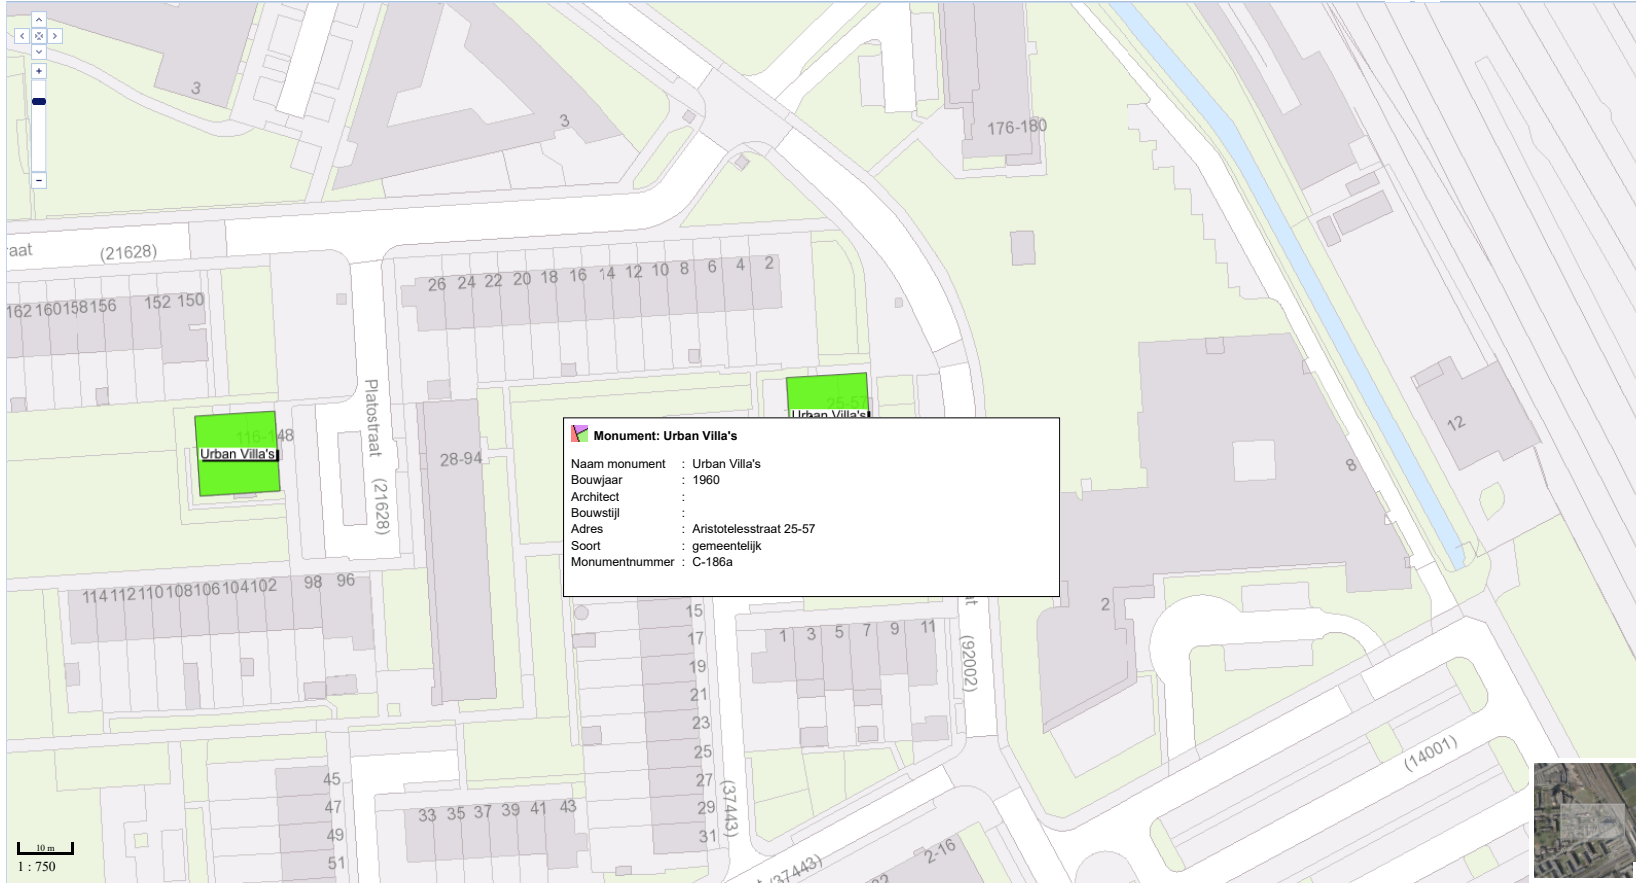 3
3
176-180
raat
(21628)
26 24 22 20 18 16 14 12 10 8 6 4 2
162 160 158 156 152 150
Platostraat
(21628)
25-57
Urban Villa's
116-148
Urban Villa's
28-94
12
8
Monument: Urban Villa's
Naam monument : Urban Villa's
Bouwjaar : 1960
Architect :
Bouwstijl :
Adres : Aristotelesstraat 25-57
Soort : gemeentelijk
Monumentnummer : C-186a
114 112 110 108 106 104 102 98 96
15
17
19
21
23
25
27
29
31
1 3 5 7 9 11
2
at
(92002)
(14001)
(37443)
45
47
49
51
33 35 37 39 41 43
2-16
(37443)
10 m
1 : 750